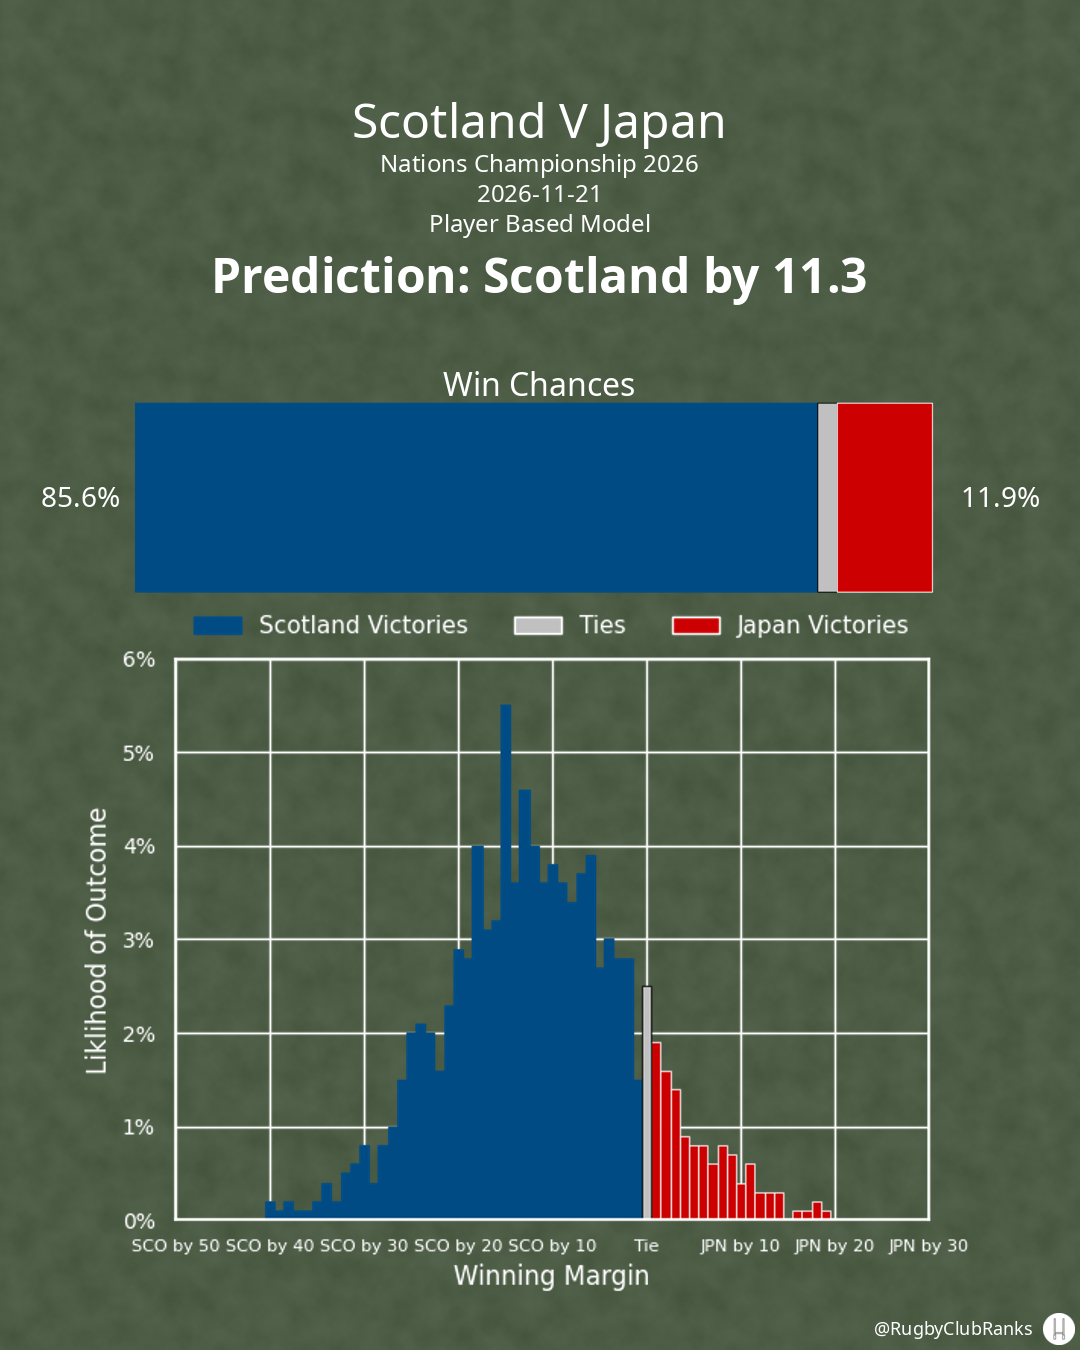 Scotland V Japan
Nations Championship 2026
2026-11-21
Player Based Model
Prediction: Scotland by 11.3
Win Chances
85.6%
11.9%
Scotland Victories
Ties
Japan Victories
6%
5%
4%
3%
2%
1%
0%
Liklihood of Outcome
SCO by 50 SCO by 40 SCO by 30 SCO by 20 SCO by 10 Tie JPN by 10 JPN by 20 JPN by 30
Winning Margin
@RugbyClubRanks